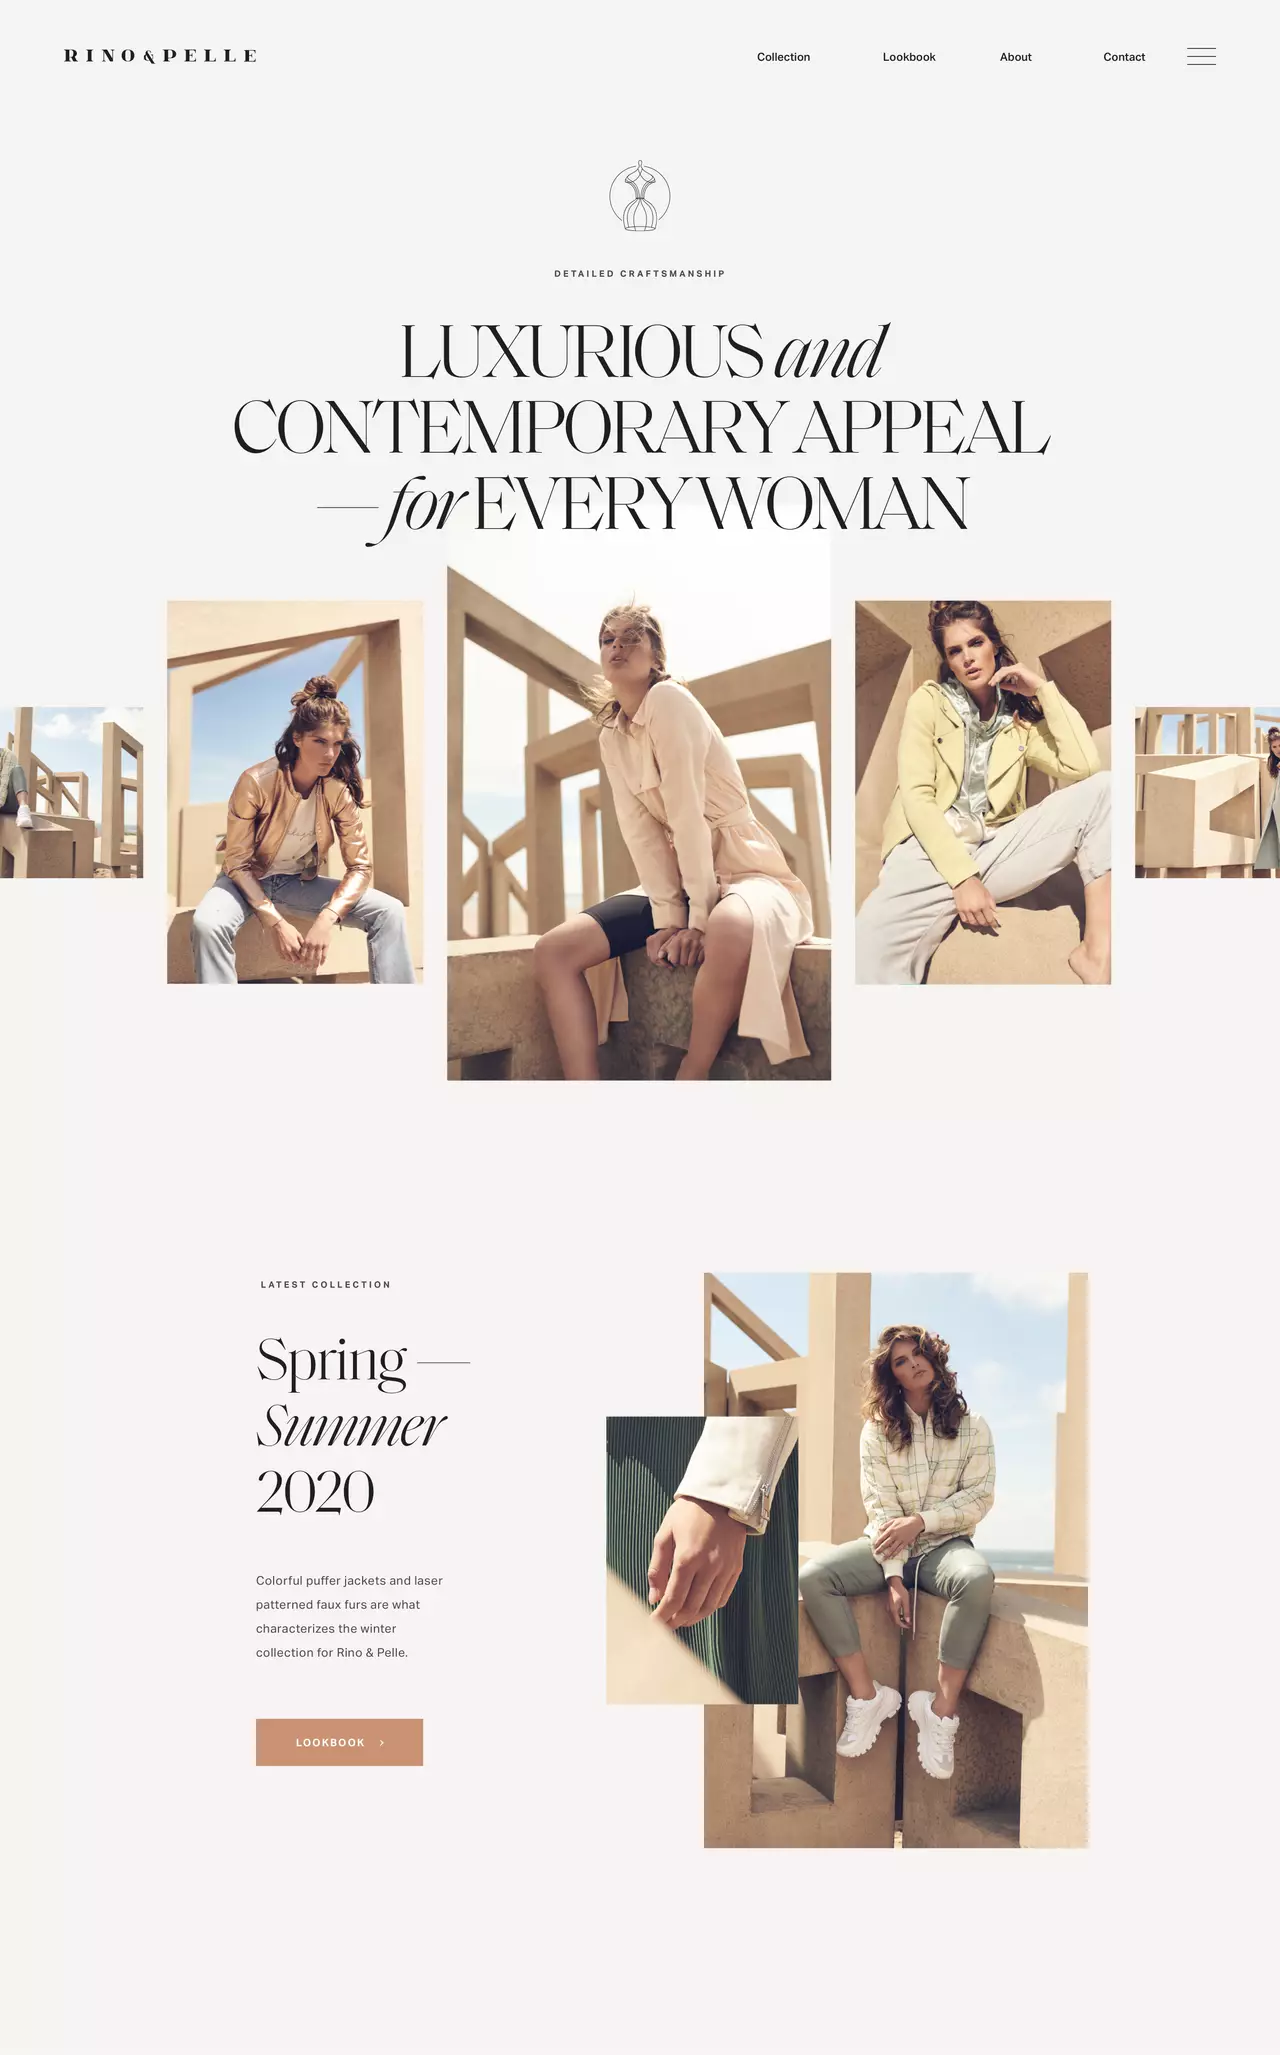 RINO&PELLE
Collection
Lookbook
About
Contact
DETAILED CRAFTSMANSHIP
LUXURIOUS and
CONTEMPORARY APPEAL
— for EVERY WOMAN
LATEST COLLECTION
Spring —
Summer
2020
Colorful puffer jackets and laser
patterned faux furs are what
characterizes the winter
collection for Rino & Pelle.
LOOKBOOK >